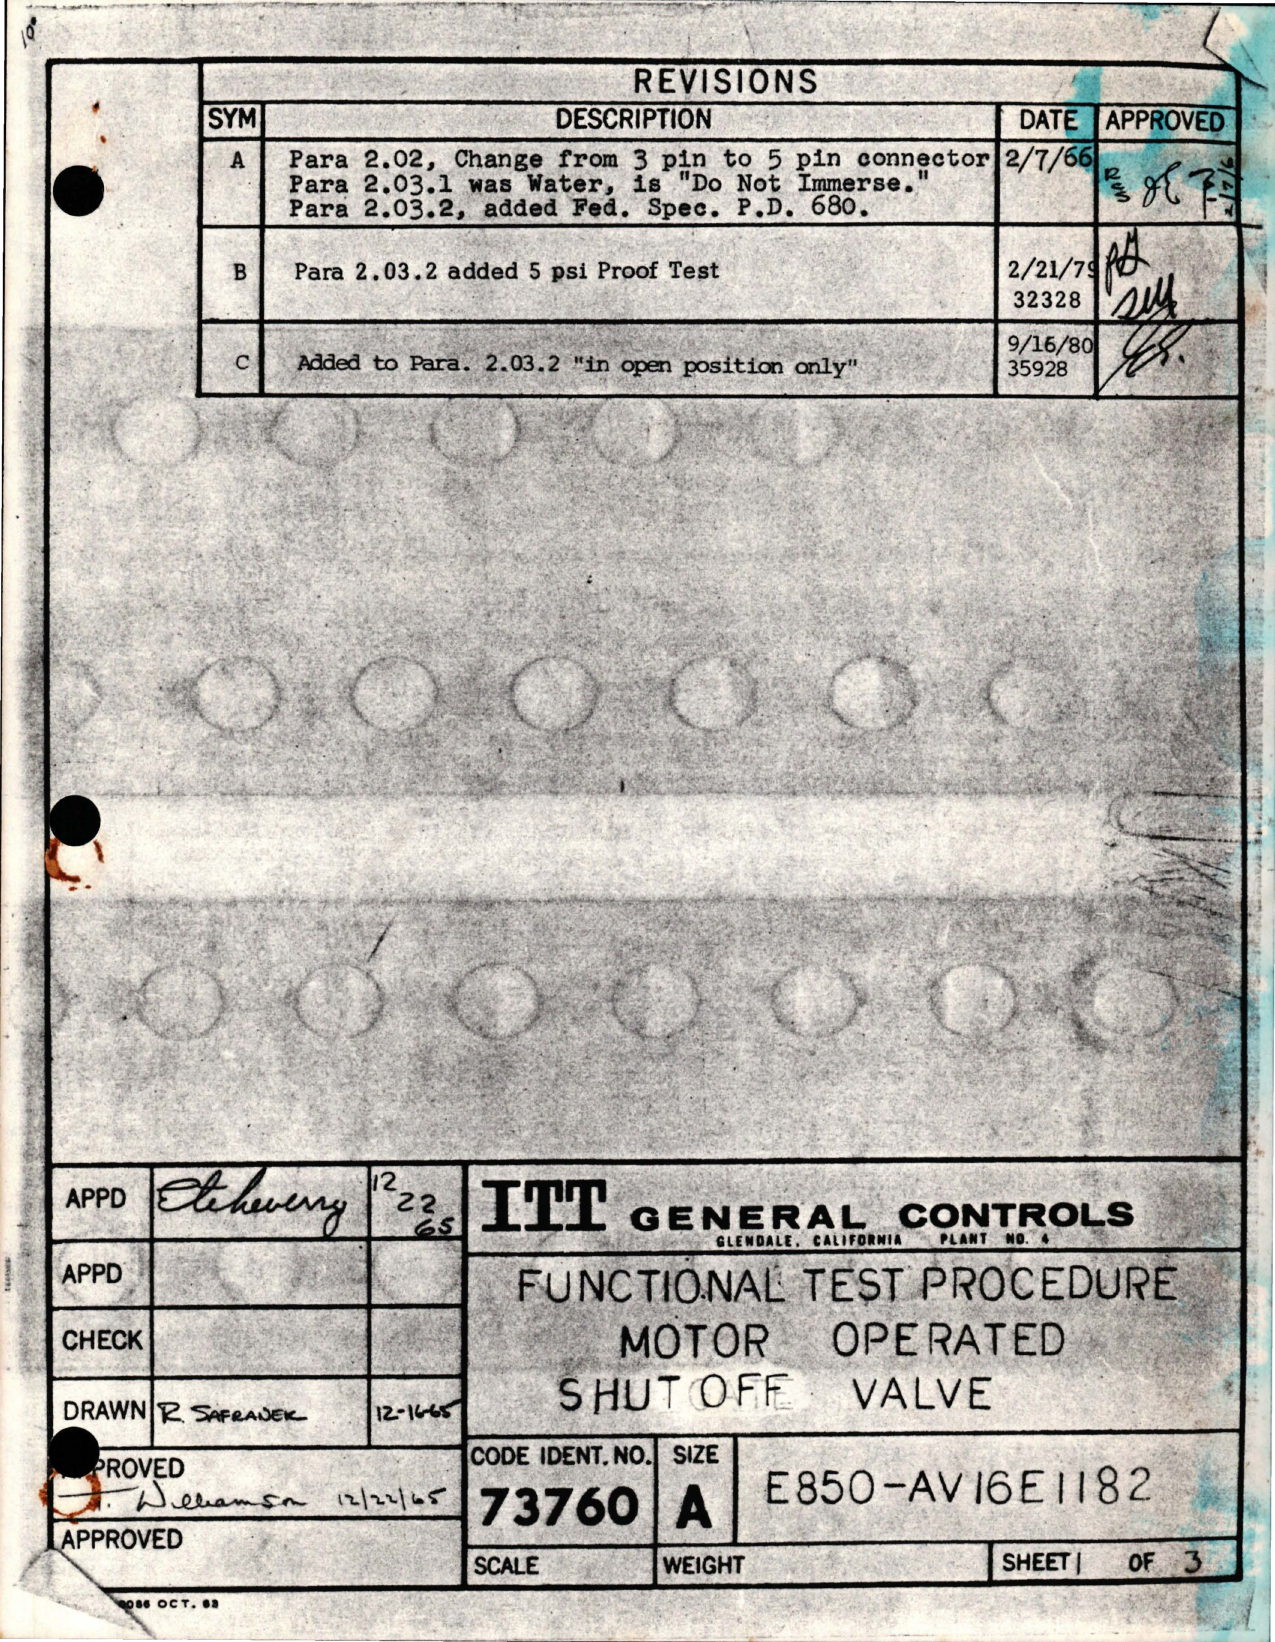 REVISIONS
SYM DESCRIPTION DATE APPROVED
A Para 2.02, Change from 3 pin to 5 pin connector 2/7/66
Para 2.03.1 was Water, is "Do Not Immerse."
Para 2.03.2, added Fed. Spec. P.D. 680.
B Para 2.03.2 added 5 psi Proof Test 2/21/79
32328
C Added to Para. 2.03.2 "in open position only" 9/16/80
35928
APPD Etcheverry 12
22
65
APPD
CHECK
DRAWN R. SAFRANEK 12-16-65
APPROVED
J. Williamson 12/22/65
APPROVED
ITT GENERAL CONTROLS
GLENDALE, CALIFORNIA PLANT NO. 4
FUNCTIONAL TEST PROCEDURE
MOTOR OPERATED
SHUTOFF VALVE
CODE IDENT. NO. SIZE
73760 A E850-AV16E1182
SCALE WEIGHT SHEET 1 OF 3
OCT. 62